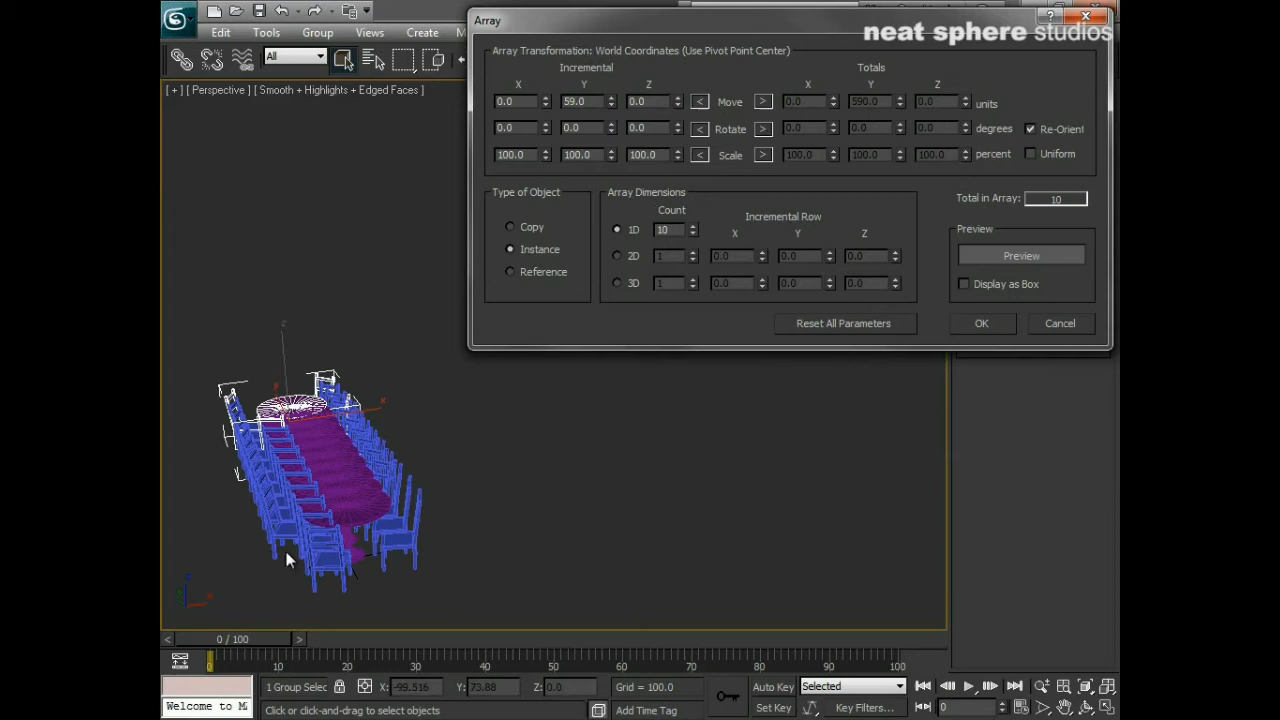 Array
neat sphere studios
Edit Tools Group Views Create
Array Transformation: World Coordinates (Use Pivot Point Center)
Incremental Totals
X Y Z X Y Z
0.0 59.0 0.0 < Move > 0.0 590.0 0.0 units
0.0 0.0 0.0 < Rotate > 0.0 0.0 0.0 degrees Re-Orient
100.0 100.0 100.0 < Scale > 100.0 100.0 100.0 percent Uniform
All
[ + ] [ Perspective ] [ Smooth + Highlights + Edged Faces ]
Type of Object
Copy
Instance
Reference
Array Dimensions
Count Incremental Row
X Y Z
1D 10
2D 1 0.0 0.0 0.0
3D 1 0.0 0.0 0.0
Total in Array: 10
Preview
Preview
Display as Box
Reset All Parameters OK Cancel
z
x
< 0 / 100 >
0 10 20 30 40 50 60 70 80 90 100
1 Group Selec X: -99.516 Y: 73.88 Z: 0.0 Grid = 100.0 Auto Key Selected
Welcome to M Click or click-and-drag to select objects Add Time Tag Set Key Key Filters... 0